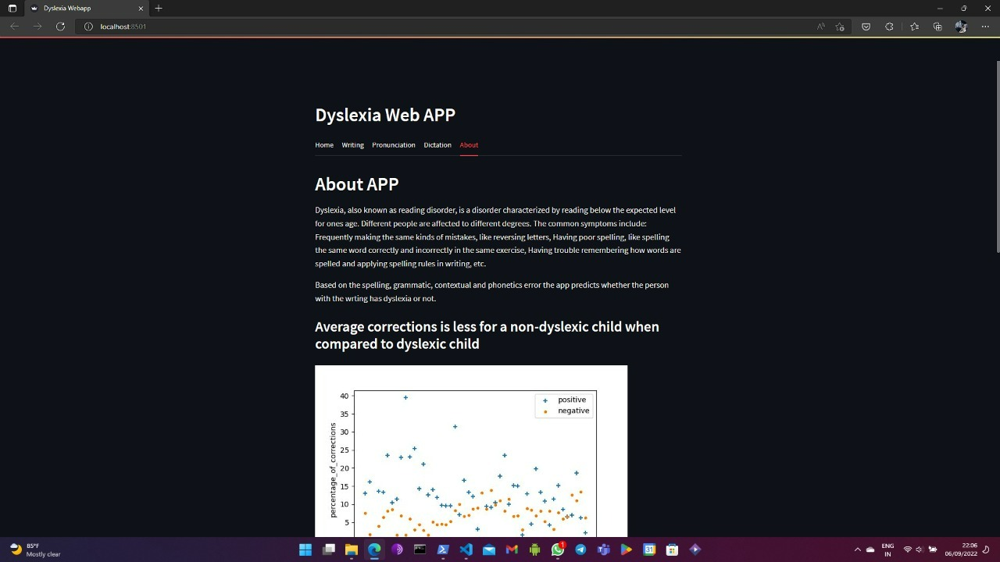 Dyslexia Webapp
localhost:8501
Dyslexia Web APP
Home Writing Pronunciation Dictation About
About APP
Dyslexia, also known as reading disorder, is a disorder characterized by reading below the expected level
for ones age. Different people are affected to different degrees. The common symptoms include:
Frequently making the same kinds of mistakes, like reversing letters, Having poor spelling, like spelling
the same word correctly and incorrectly in the same exercise, Having trouble remembering how words are
spelled and applying spelling rules in writing, etc.
Based on the spelling, grammatic, contextual and phonetics error the app predicts whether the person
with the wrting has dyslexia or not.
Average corrections is less for a non-dyslexic child when
compared to dyslexic child
positive
negative
40
35
30
25
20
15
10
5
percentage_of_corrections
85°F
Mostly clear
1
31
ENG
IN
22:06
06/09/2022